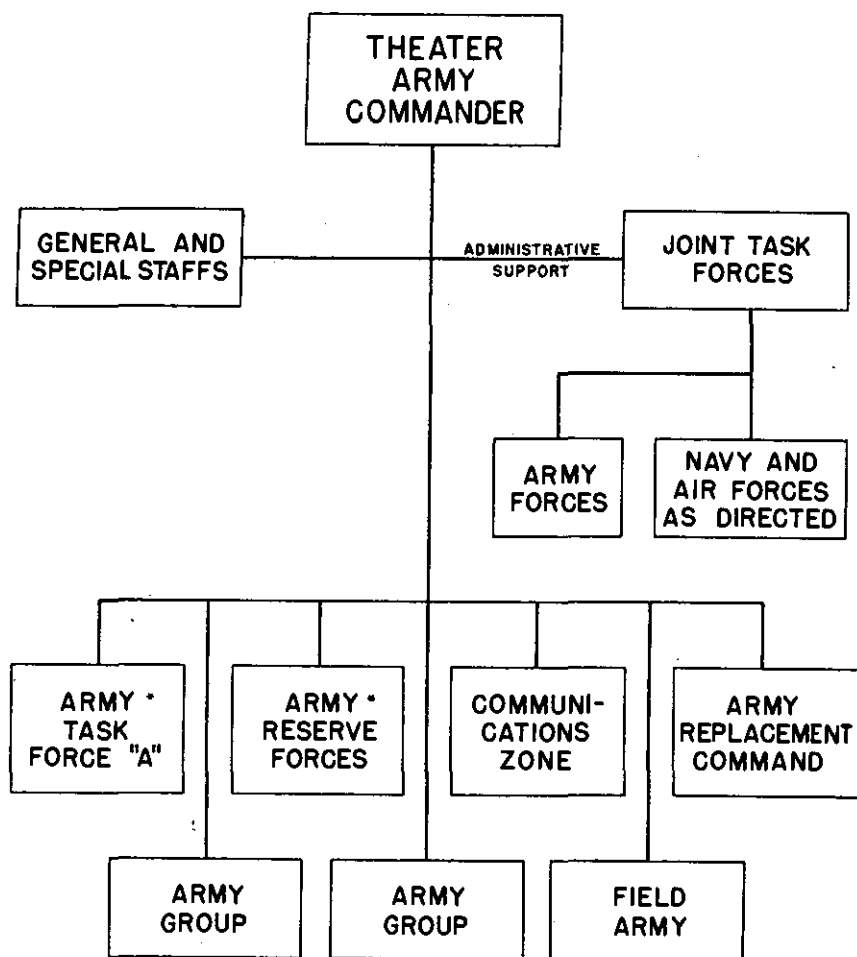 THEATER
ARMY
COMMANDER
GENERAL AND
SPECIAL STAFFS
ADMINISTRATIVE
SUPPORT
JOINT TASK
FORCES
ARMY
FORCES
NAVY AND
AIR FORCES
AS DIRECTED
ARMY *
TASK
FORCE "A"
ARMY *
RESERVE
FORCES
COMMUNI-
CATIONS
ZONE
ARMY
REPLACEMENT
COMMAND
ARMY
GROUP
ARMY
GROUP
FIELD
ARMY